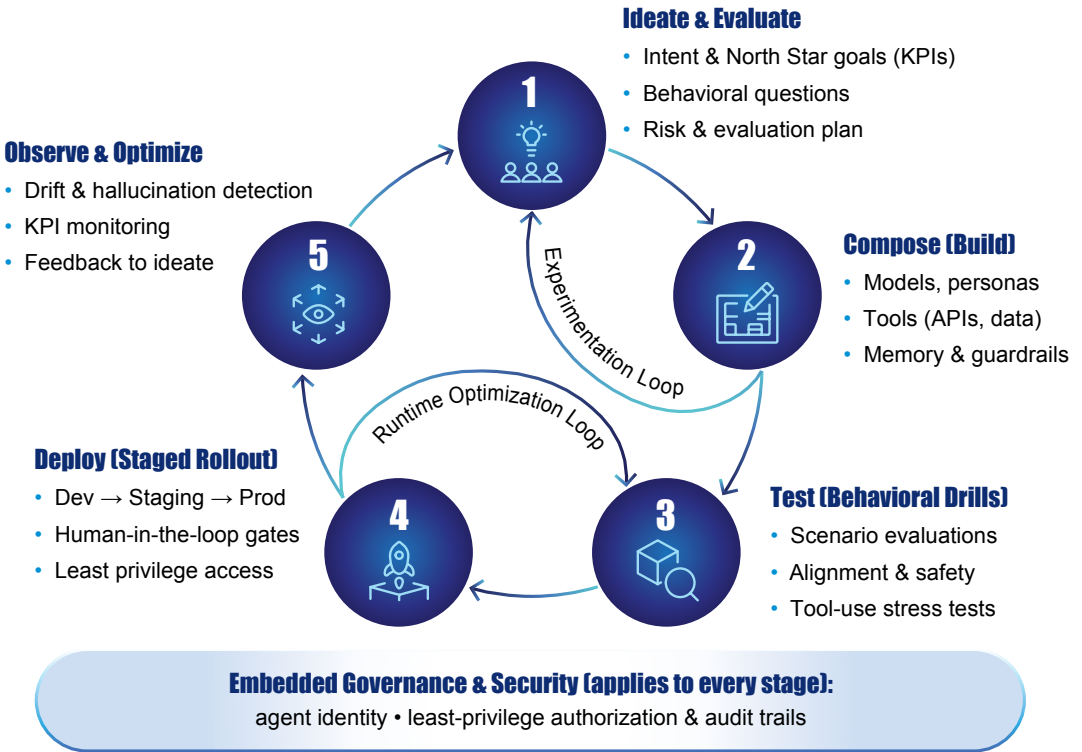 Ideate & Evaluate
• Intent & North Star goals (KPIs)
• Behavioral questions
• Risk & evaluation plan
1
Observe & Optimize
• Drift & hallucination detection
• KPI monitoring
• Feedback to ideate
5
2
Compose (Build)
• Models, personas
• Tools (APIs, data)
• Memory & guardrails
Experimentation Loop
Runtime Optimization Loop
Deploy (Staged Rollout)
• Dev → Staging → Prod
• Human-in-the-loop gates
• Least privilege access
4
3
Test (Behavioral Drills)
• Scenario evaluations
• Alignment & safety
• Tool-use stress tests
Embedded Governance & Security (applies to every stage):
agent identity • least-privilege authorization & audit trails